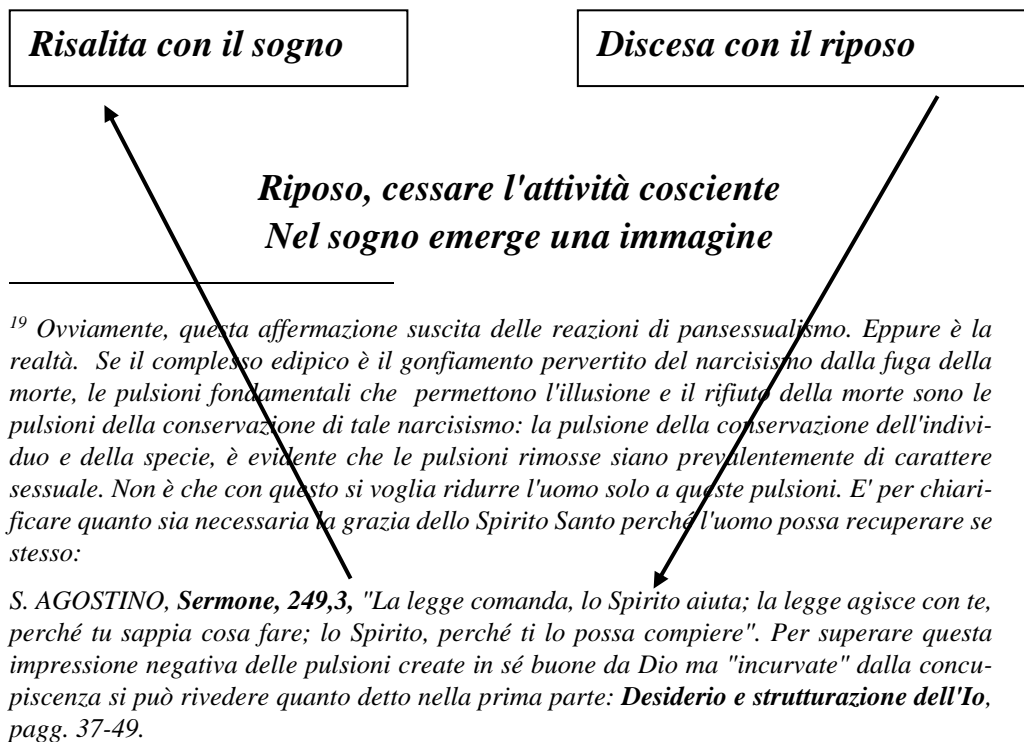 Risalita con il sogno
Discesa con il riposo
Riposo, cessare l'attività cosciente
Nel sogno emerge una immagine
19 Ovviamente, questa affermazione suscita delle reazioni di pansessualismo. Eppure è la
realtà. Se il complesso edipico è il gonfiamento pervertito del narcisismo dalla fuga della
morte, le pulsioni fondamentali che permettono l'illusione e il rifiuto della morte sono le
pulsioni della conservazione di tale narcisismo: la pulsione della conservazione dell'indivi-
duo e della specie, è evidente che le pulsioni rimosse siano prevalentemente di carattere
sessuale. Non è che con questo si voglia ridurre l'uomo solo a queste pulsioni. E' per chiari-
ficare quanto sia necessaria la grazia dello Spirito Santo perché l'uomo possa recuperare se
stesso:
S. AGOSTINO, Sermone, 249,3, "La legge comanda, lo Spirito aiuta; la legge agisce con te,
perché tu sappia cosa fare; lo Spirito, perché ti lo possa compiere". Per superare questa
impressione negativa delle pulsioni create in sé buone da Dio ma "incurvate" dalla concu-
piscenza si può rivedere quanto detto nella prima parte: Desiderio e strutturazione dell'Io,
pagg. 37-49.